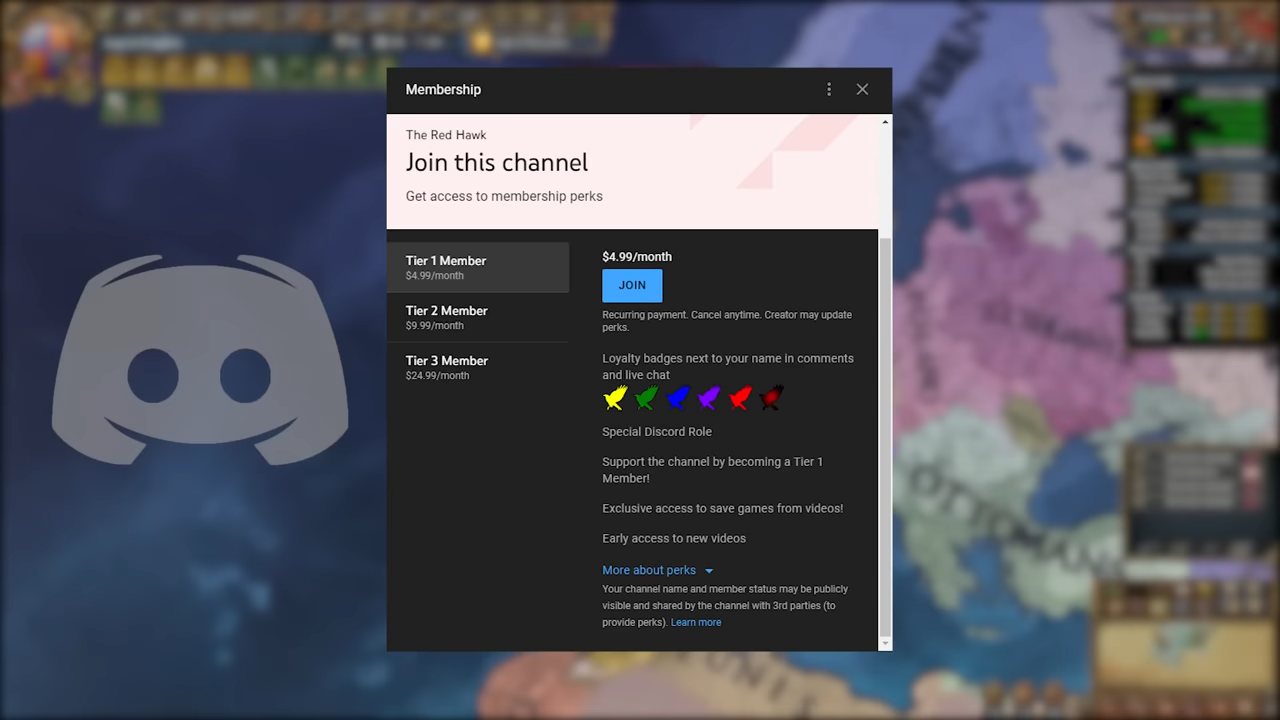 Membership
The Red Hawk
Join this channel
Get access to membership perks
Tier 1 Member
$4.99/month
Tier 2 Member
$9.99/month
Tier 3 Member
$24.99/month
$4.99/month
JOIN
Recurring payment. Cancel anytime. Creator may update
perks.
Loyalty badges next to your name in comments
and live chat
Special Discord Role
Support the channel by becoming a Tier 1
Member!
Exclusive access to save games from videos!
Early access to new videos
More about perks
Your channel name and member status may be publicly
visible and shared by the channel with 3rd parties (to
provide perks). Learn more